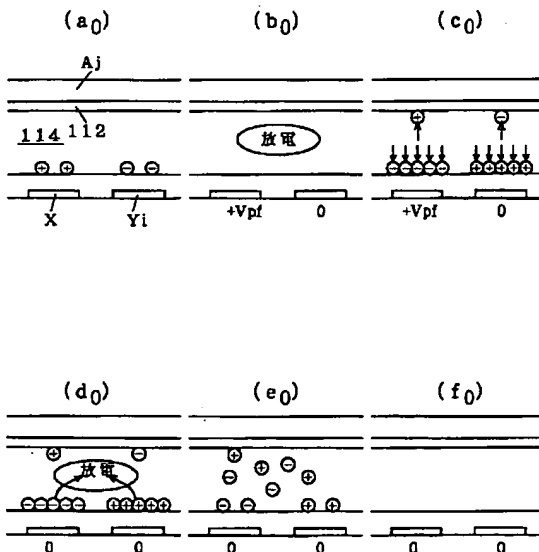 (a0) (b0) (c0)
Aj
114 112
放電
⊕ ⊕ ⊖ ⊖
⊕ ⊖
⊖⊖⊖⊖⊖ ⊕⊕⊕⊕⊕
X Yi
+Vpf 0
+Vpf 0
(d0) (e0) (f0)
⊕ ⊖
放電
⊖⊖⊖⊖⊖ ⊕⊕⊕⊕⊕
0 0
0 0
0 0